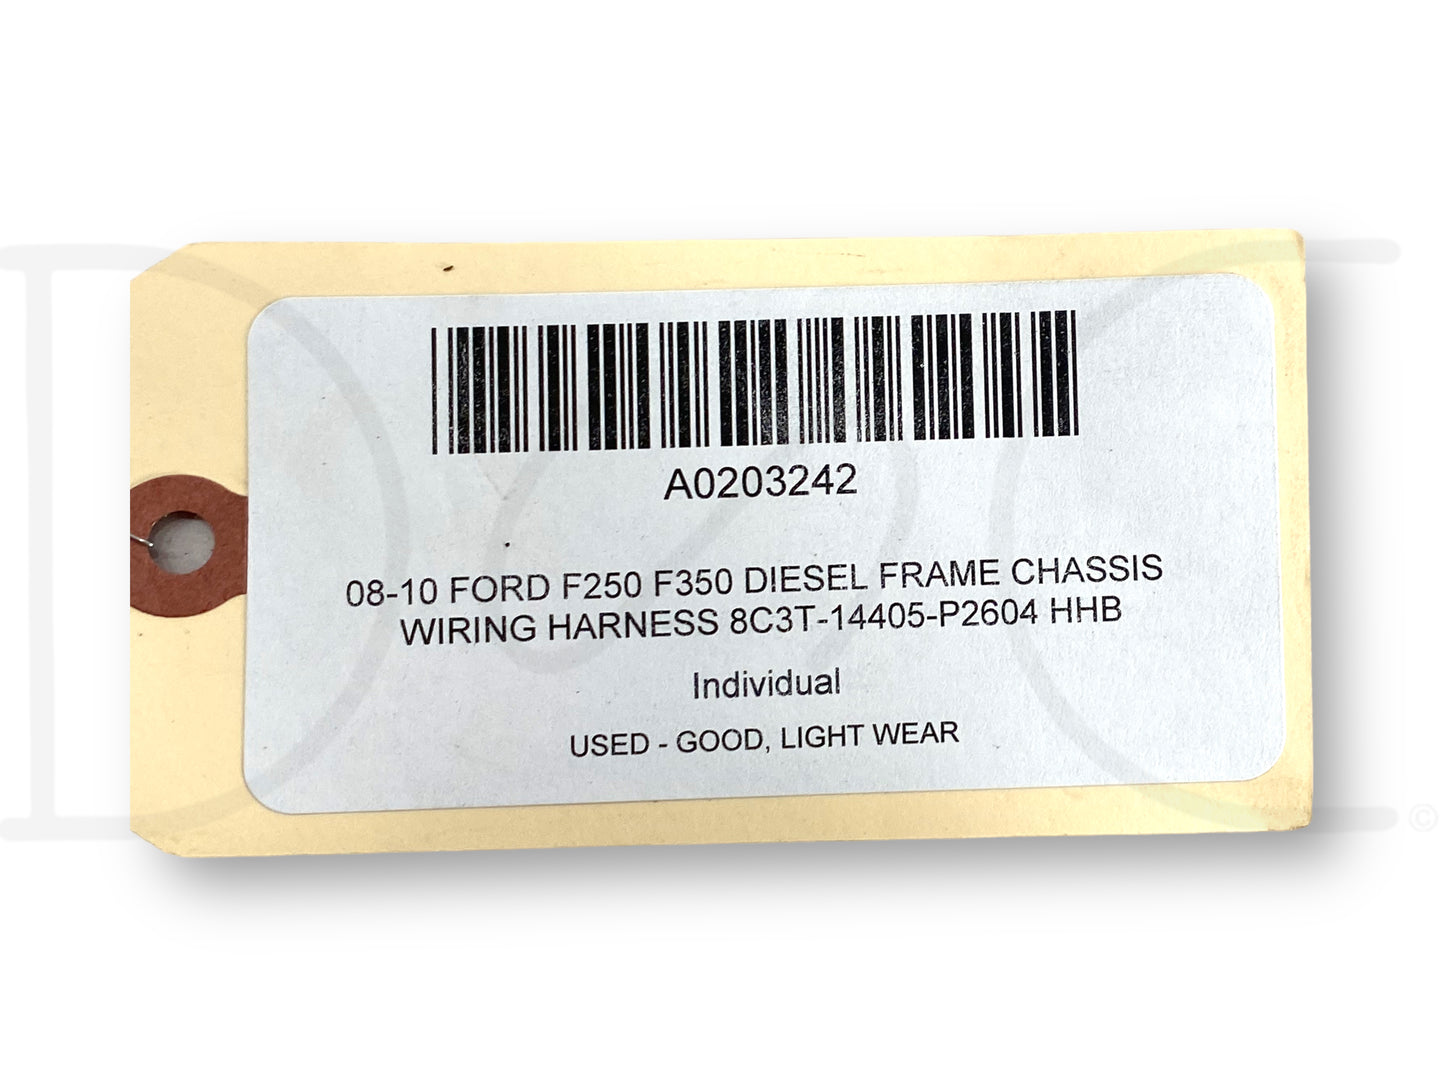 A0203242
08-10 FORD F250 F350 DIESEL FRAME CHASSIS
WIRING HARNESS 8C3T-14405-P2604 HHB
Individual
USED - GOOD, LIGHT WEAR
©